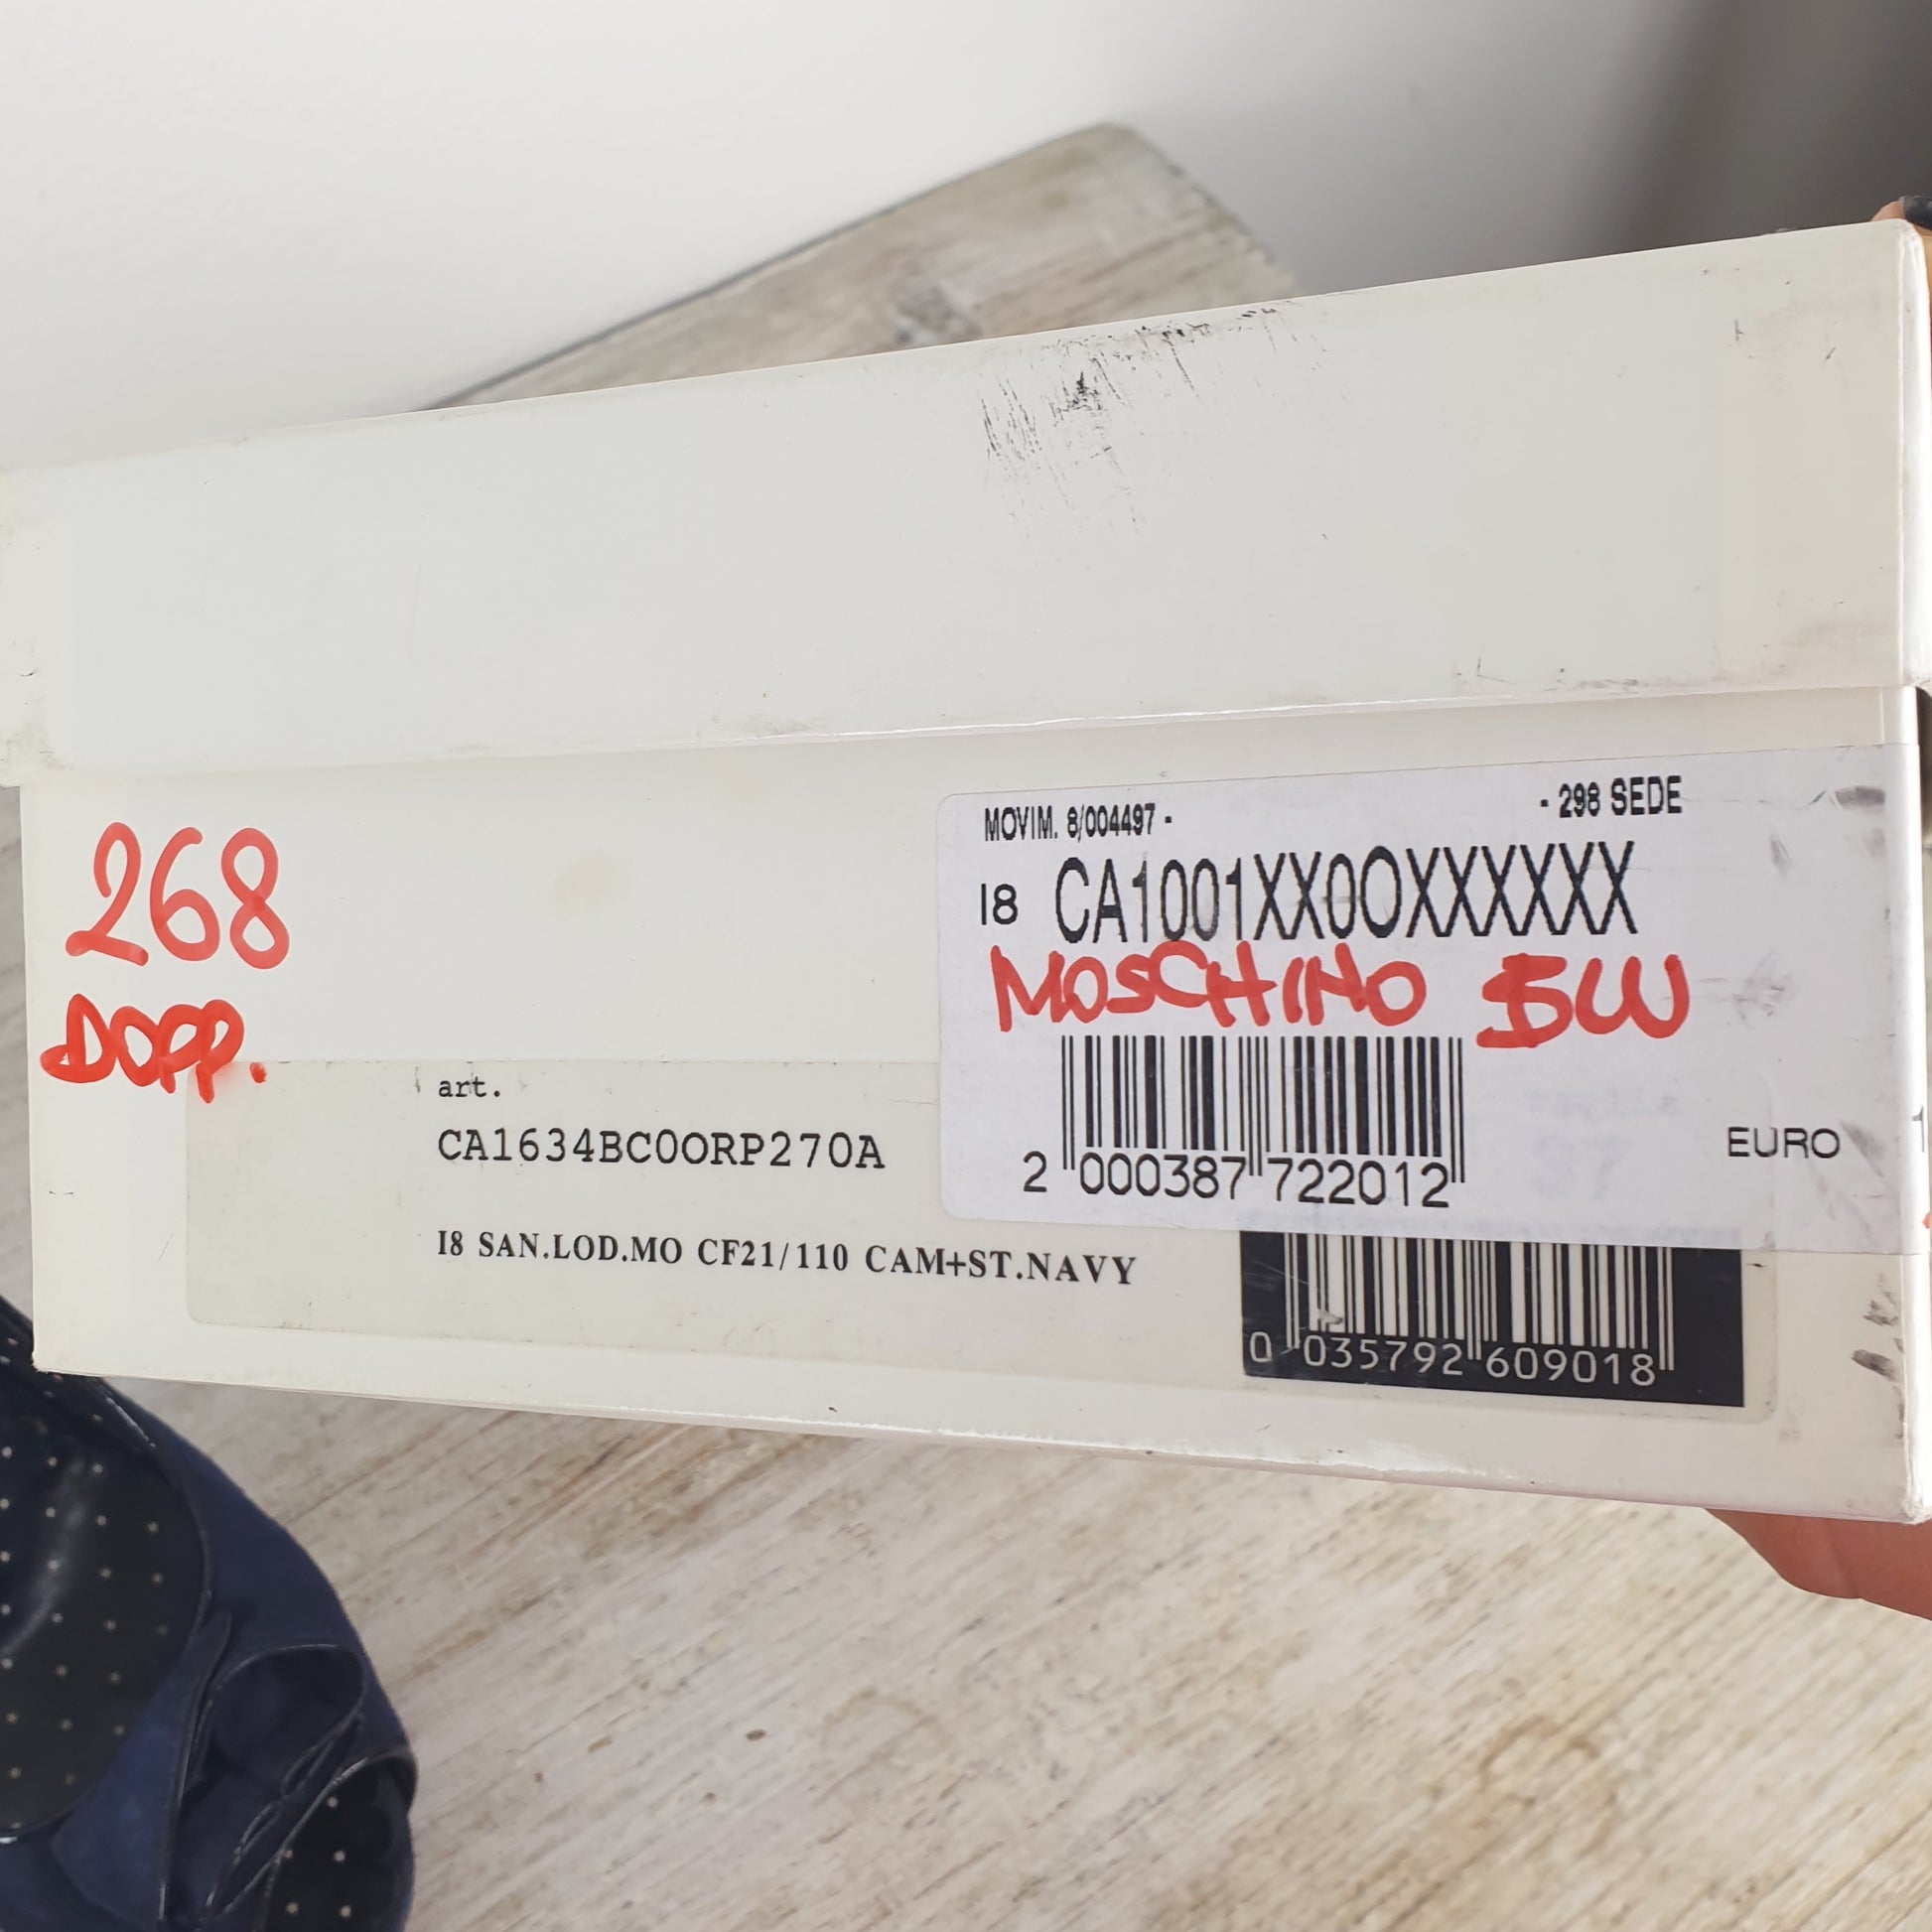 268
DOPP.
MOVIM. 8/004497 -
- 298 SEDE
I8 CA1001XX0OXXXXXX
MOSCHINO
2 000387 722012
EURO
art.
CA1634BC0ORP270A
I8 SAN.LOD.MO CF21/110 CAM+ST.NAVY
0 035792 609018